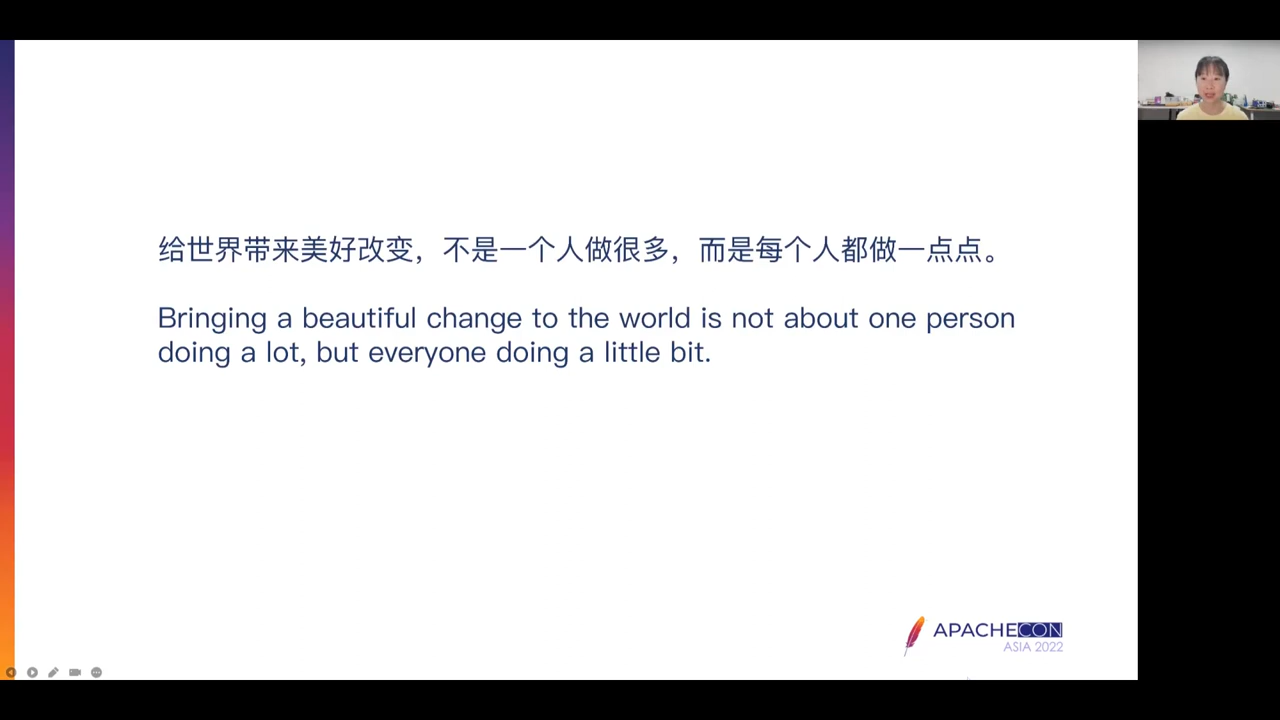 给世界带来美好改变，不是一个人做很多，而是每个人都做一点点。
Bringing a beautiful change to the world is not about one person
doing a lot, but everyone doing a little bit.
APACHECON
ASIA 2022